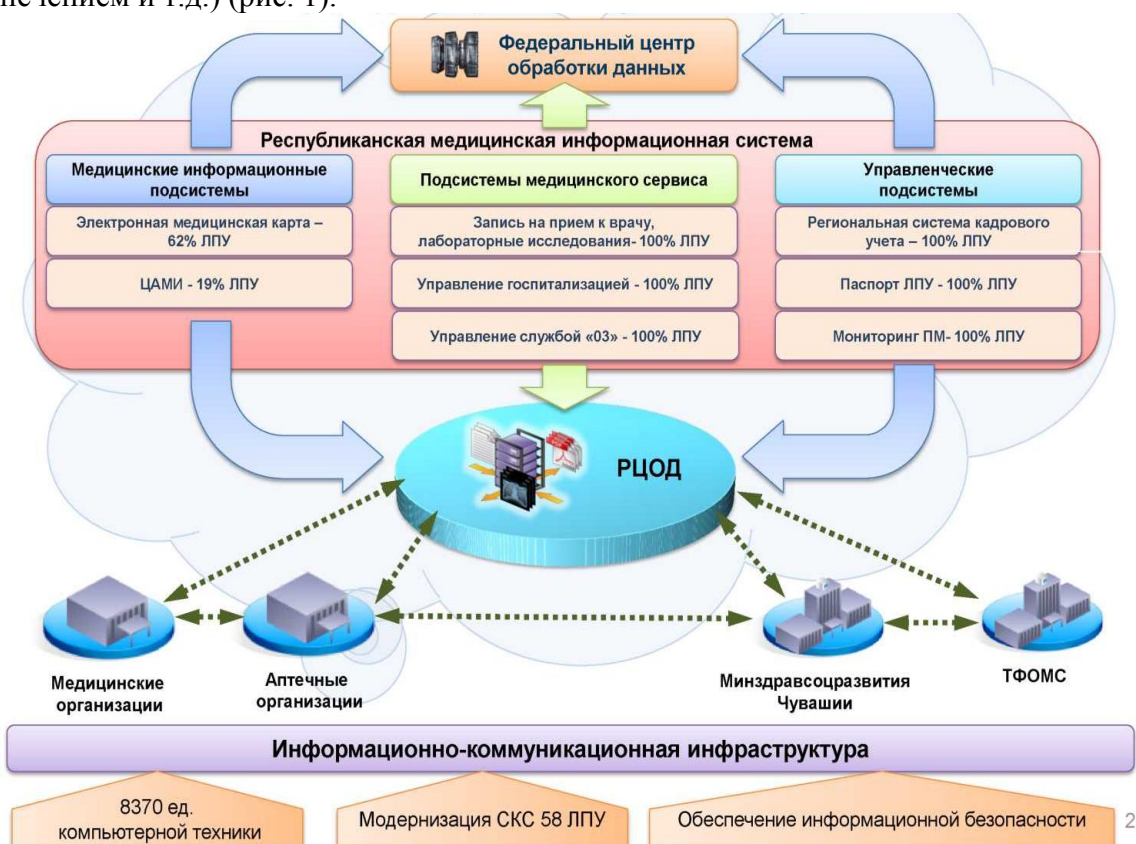 лечением и т.д.) (рис. 1).
Федеральный центр
обработки данных
Республиканская медицинская информационная система
Медицинские информационные
подсистемы
Электронная медицинская карта –
62% ЛПУ
ЦАМИ - 19% ЛПУ
Подсистемы медицинского сервиса
Запись на прием к врачу,
лабораторные исследования- 100% ЛПУ
Управление госпитализацией - 100% ЛПУ
Управление службой «03» - 100% ЛПУ
Управленческие
подсистемы
Региональная система кадрового
учета – 100% ЛПУ
Паспорт ЛПУ - 100% ЛПУ
Мониторинг ПМ- 100% ЛПУ
РЦОД
Медицинские
организации
Аптечные
организации
Минздравсоцразвития
Чувашии
ТФОМС
Информационно-коммуникационная инфраструктура
8370 ед.
компьютерной техники
Модернизация СКС 58 ЛПУ
Обеспечение информационной безопасности
2